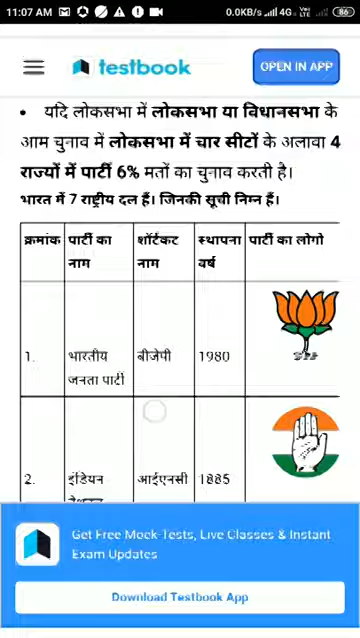 11:07 AM
0.0KB/s 4G Vo) LTE 86
testbook
OPEN IN APP
• यदि लोकसभा में लोकसभा या विधानसभा के
आम चुनाव में लोकसभा में चार सीटों के अलावा 4
राज्यों में पार्टी 6% मतों का चुनाव करती है।
भारत में 7 राष्ट्रीय दल हैं। जिनकी सूची निम्न हैं।
क्रमांक पार्टी का नाम शॉर्टकट नाम स्थापना वर्ष पार्टी का लोगो
1. भारतीय जनता पार्टी बीजेपी 1980
2. इंडियन आईएनसी 1885
Get Free Mock-Tests, Live Classes & Instant
Exam Updates
Download Testbook App